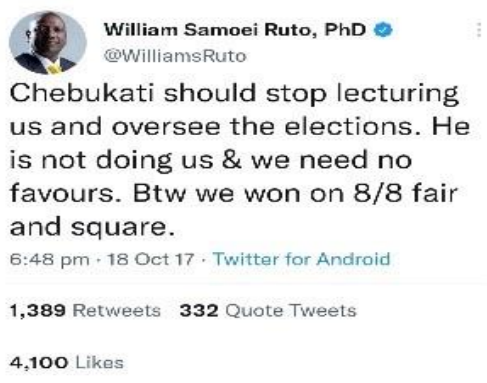 William Samoei Ruto, PhD
@WilliamsRuto
Chebukati should stop lecturing
us and oversee the elections. He
is not doing us & we need no
favours. Btw we won on 8/8 fair
and square.
6:48 pm · 18 Oct 17 · Twitter for Android
1,389 Retweets 332 Quote Tweets
4,100 Likes